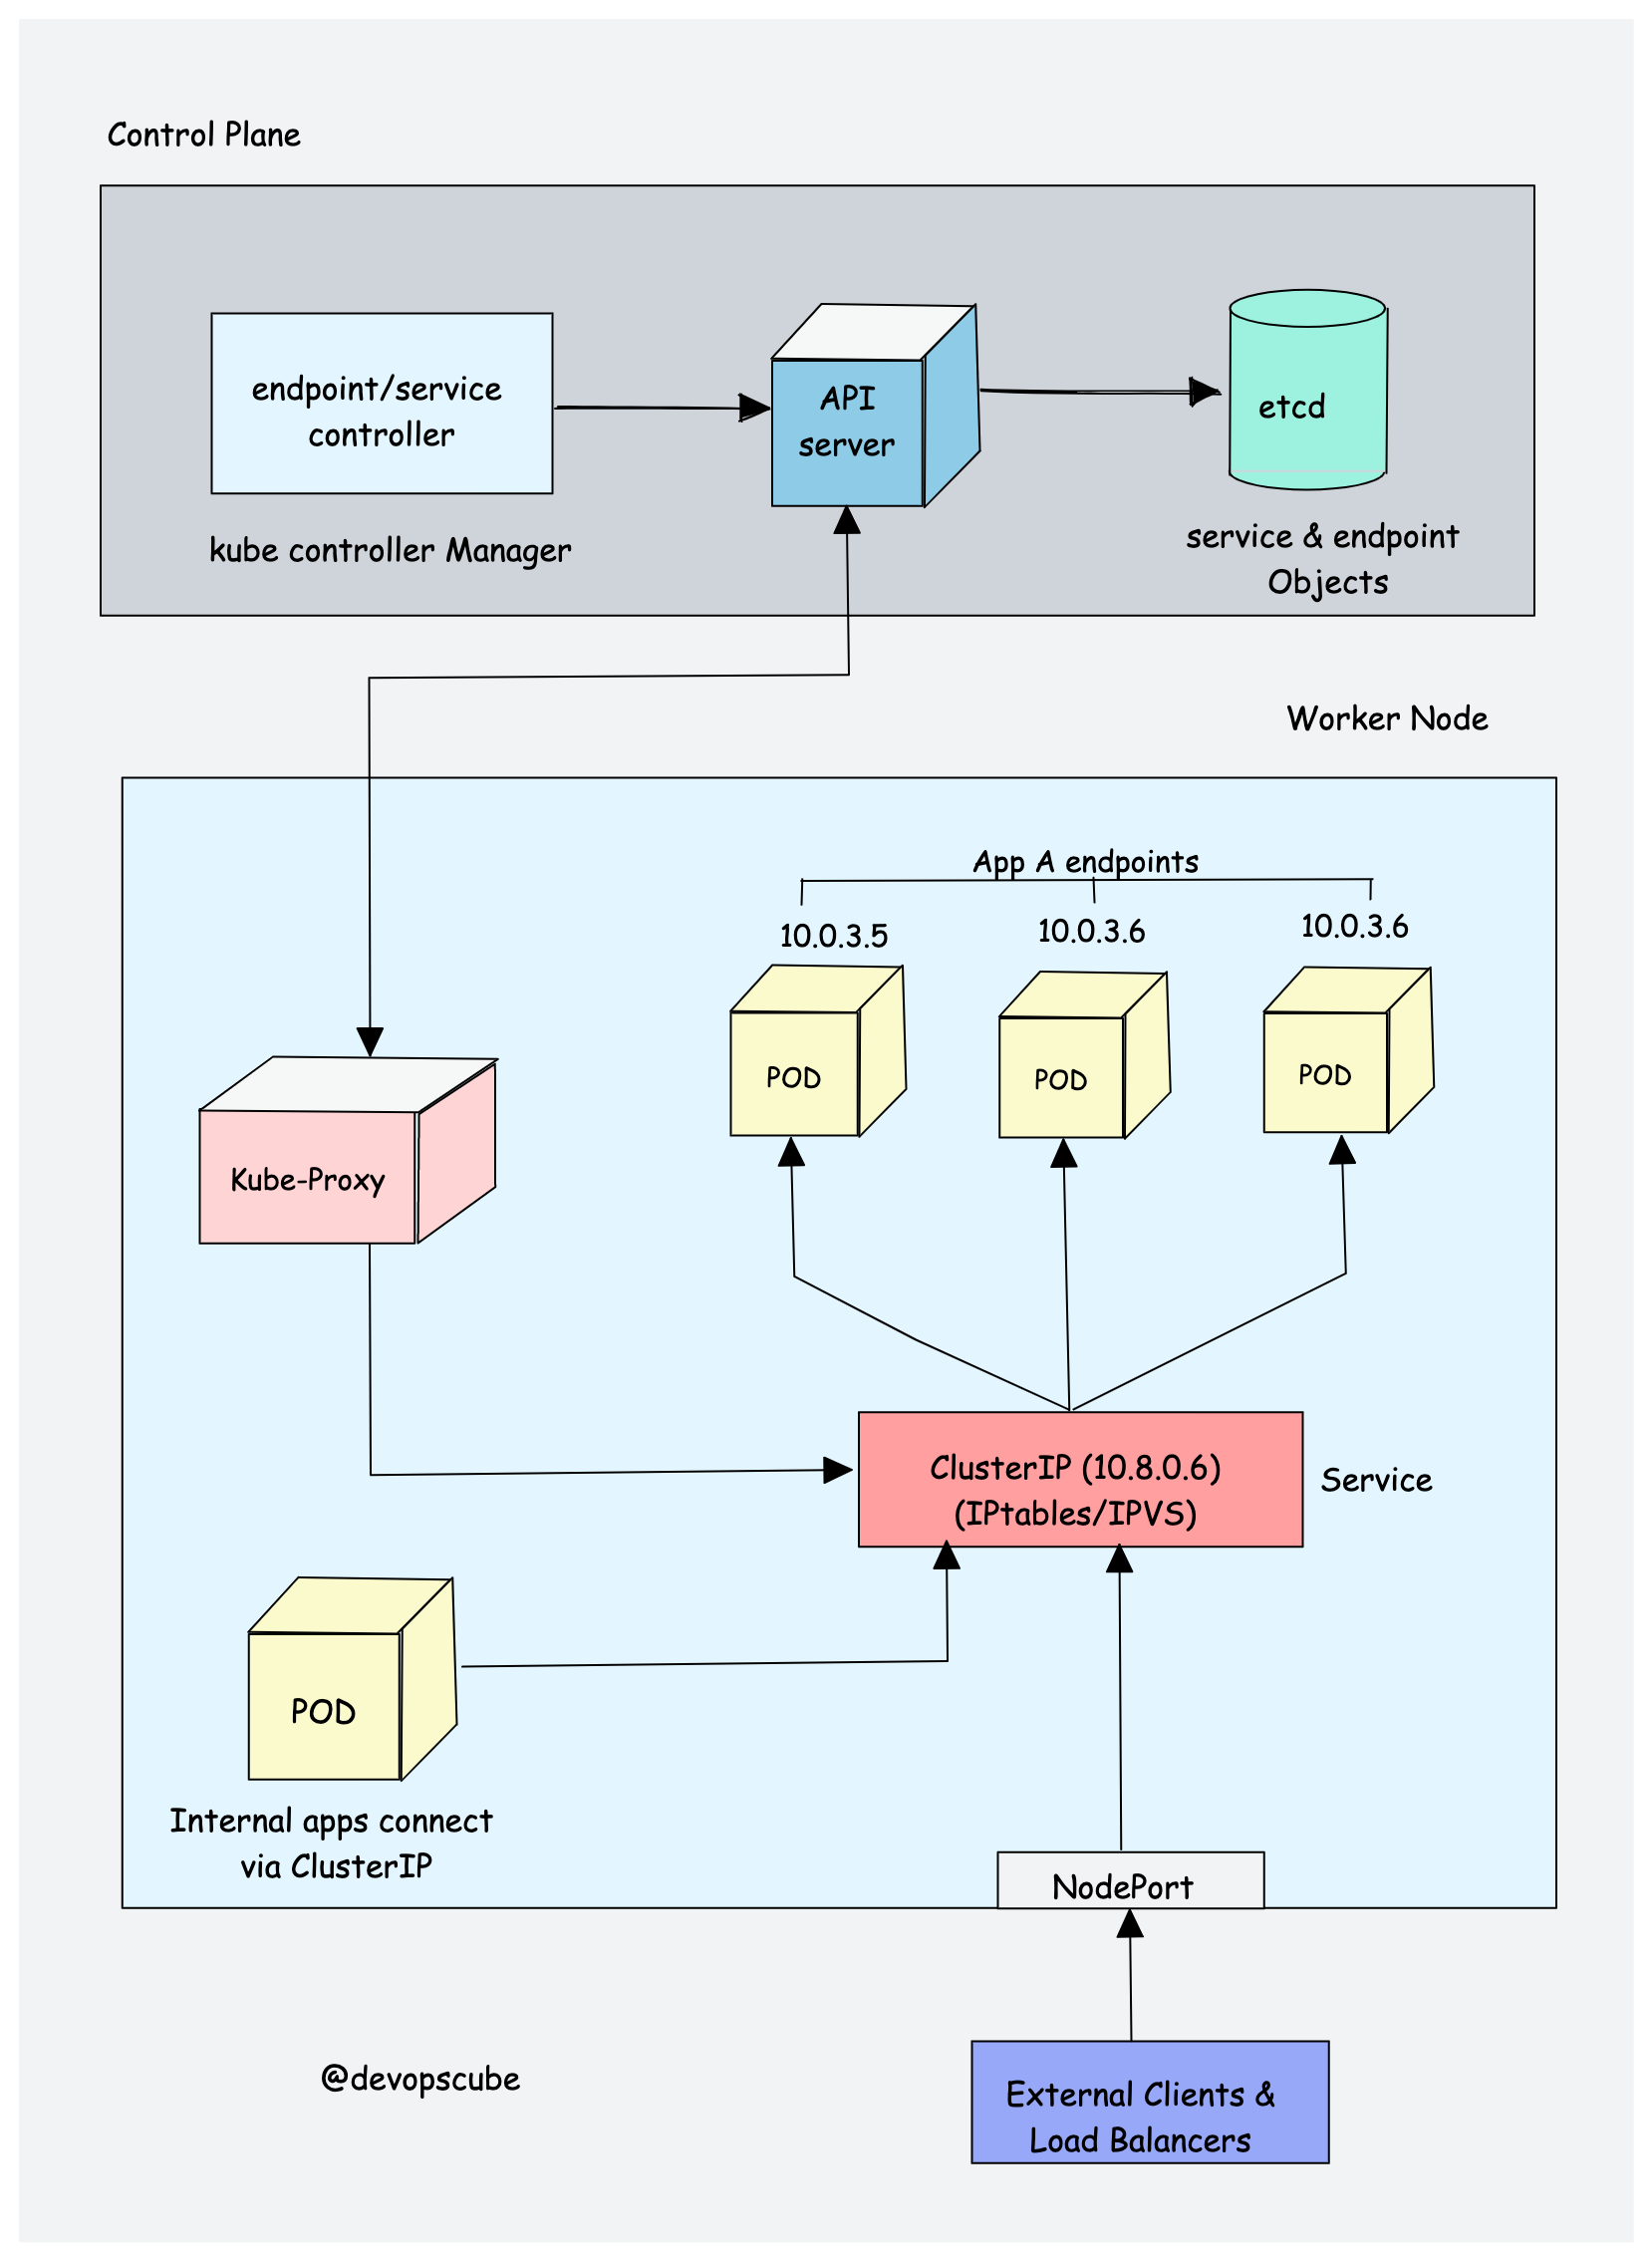 Control Plane
endpoint/service
controller
kube controller Manager
API
server
etcd
service & endpoint
Objects
Worker Node
App A endpoints
10.0.3.5
10.0.3.6
10.0.3.6
POD
POD
POD
Kube-Proxy
ClusterIP (10.8.0.6)
(IPtables/IPVS)
Service
POD
Internal apps connect
via ClusterIP
NodePort
External Clients &
Load Balancers
@devopscube